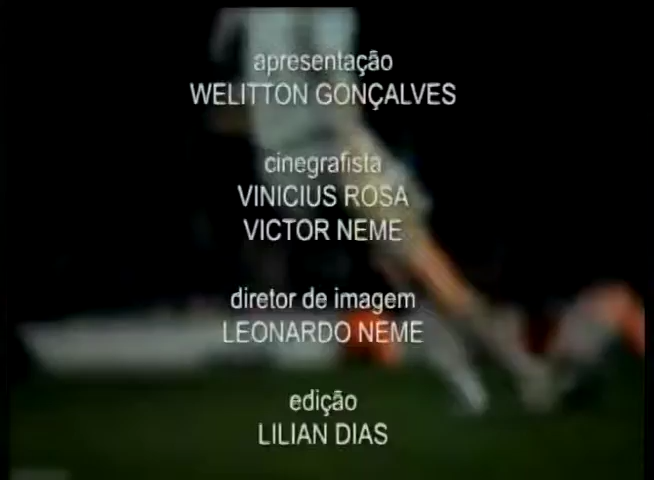 apresentação
WELITTON GONÇALVES
cinegrafista
VINICIUS ROSA
VICTOR NEME
diretor de imagem
LEONARDO NEME
edição
LILIAN DIAS